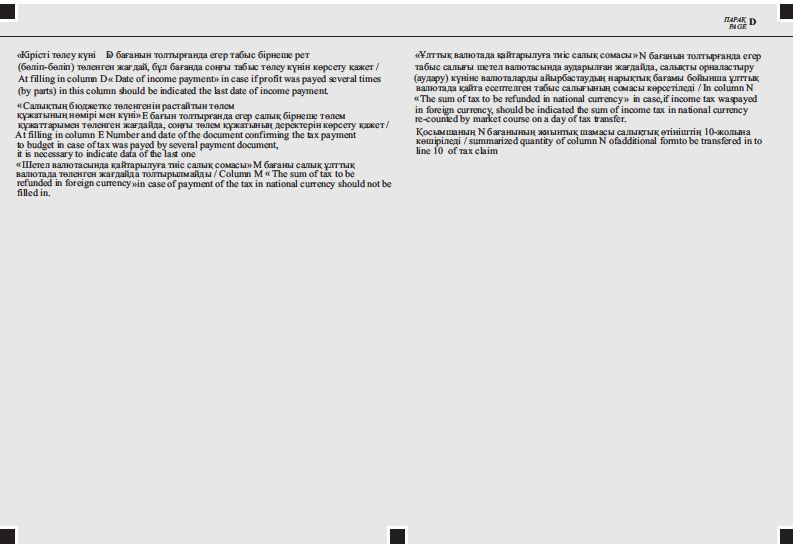 ПАРАҚ
PAGE D
«Кірісті төлеу күні D» бағанын толтырғанда егер табыс бірнеше рет
(бөліп-бөліп) төленген жағдай, бұл бағанда соңғы табыс төлеу күнін көрсету қажет /
At filling in column D « Date of income payment» in case if profit was payed several times
(by parts) in this column should be indicated the last date of income payment.
«Салықтың бюджетке төленгенін растайтын төлем
құжатының нөмірі мен күні» E бағын толтырғанда егер салық бірнеше төлем
құжаттарымен төленген жағдайда, соңғы төлем құжатының деректерін көрсету қажет /
At filling in column E Number and date of the document confirming the tax payment
to budget in case of tax was payed by several payment document,
it is necessary to indicate data of the last one
«Шетел валютасында қайтарылуға тиіс салық сомасы» M бағаны салық ұлттық
валютада төленген жағдайда толтырылмайды / Column M « The sum of tax to be
refunded in foreign currency» in case of payment of the tax in national currency should not be
filled in.
«Ұлттық валютада қайтарылуға тиіс салық сомасы» N бағанын толтырғанда егер
табыс салығы шетел валютасында аударылған жағдайда, салықты орналастыру
(аудару) күніне валюталарды айырбастаудың нарықтық бағамы бойынша ұлттық
валютада қайта есептелген табыс салығының сомасы көрсетіледі / In column N
« The sum of tax to be refunded in national currency» in case, if income tax was payed
in foreign currency, should be indicated the sum of income tax in national currency
re-counted by market course on a day of tax transfer.
Қосымшаның N бағанының жиынтық шамасы салықтық өтініштің 10-жолына
көшіріледі / summarized quantity of column N of additional form to be transfered in to
line 10 of tax claim